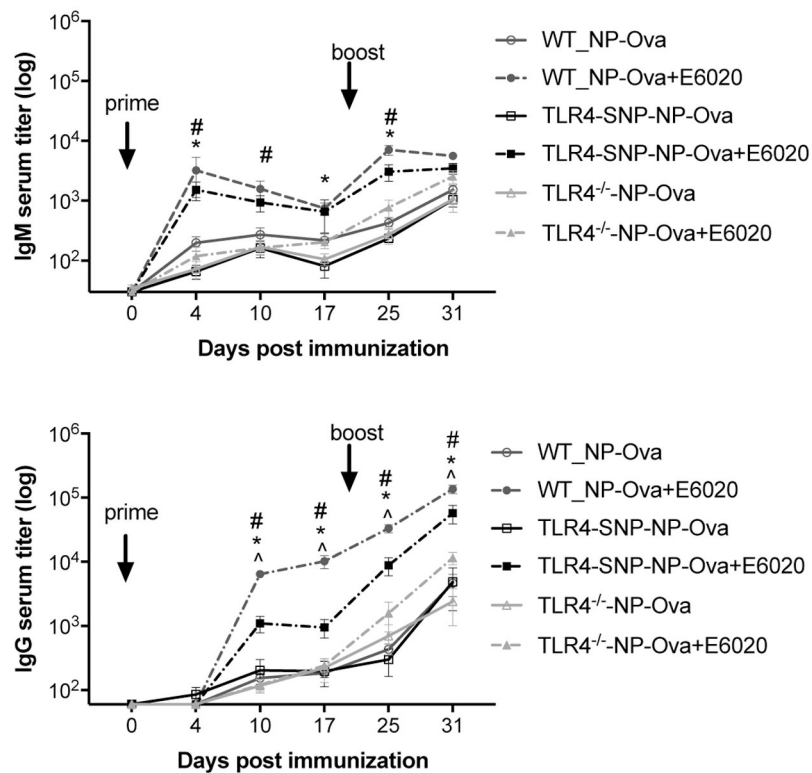 IgM serum titer (log)
10⁶
10⁵
10⁴
10³
10²
prime
boost
#
*
#
*
#
*
0 4 10 17 25 31
Days post immunization
WT_NP-Ova
WT_NP-Ova+E6020
TLR4-SNP-NP-Ova
TLR4-SNP-NP-Ova+E6020
TLR4⁻/⁻-NP-Ova
TLR4⁻/⁻-NP-Ova+E6020
IgG serum titer (log)
10⁶
10⁵
10⁴
10³
10²
prime
boost
#
*
^
#
*
^
#
*
^
#
*
^
0 4 10 17 25 31
Days post immunization
WT_NP-Ova
WT_NP-Ova+E6020
TLR4-SNP-NP-Ova
TLR4-SNP-NP-Ova+E6020
TLR4⁻/⁻-NP-Ova
TLR4⁻/⁻-NP-Ova+E6020